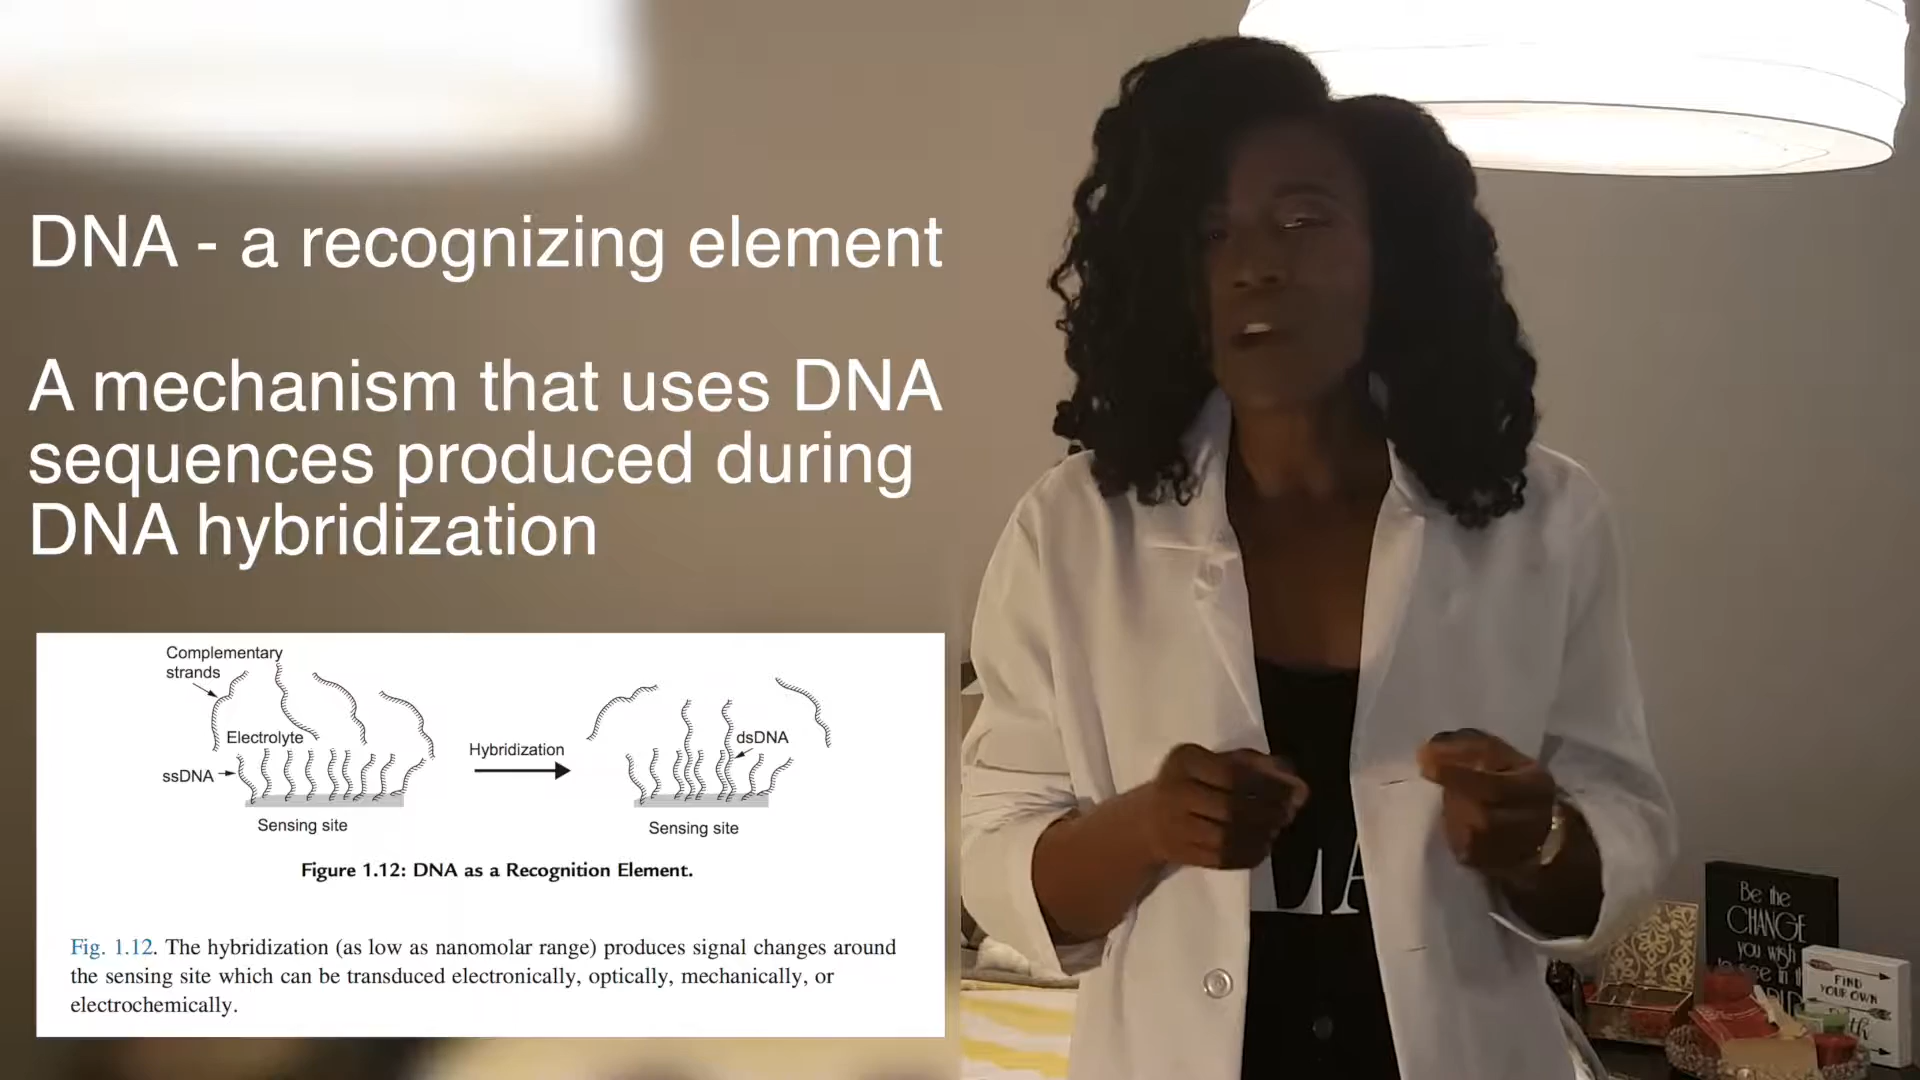 DNA - a recognizing element
A mechanism that uses DNA
sequences produced during
DNA hybridization
Complementary
strands
Electrolyte
ssDNA
Sensing site
Hybridization
dsDNA
Sensing site
Figure 1.12: DNA as a Recognition Element.
Fig. 1.12. The hybridization (as low as nanomolar range) produces signal changes around
the sensing site which can be transduced electronically, optically, mechanically, or
electrochemically.
Be the
CHANGE
you wish
see in
FIND
YOUR OWN